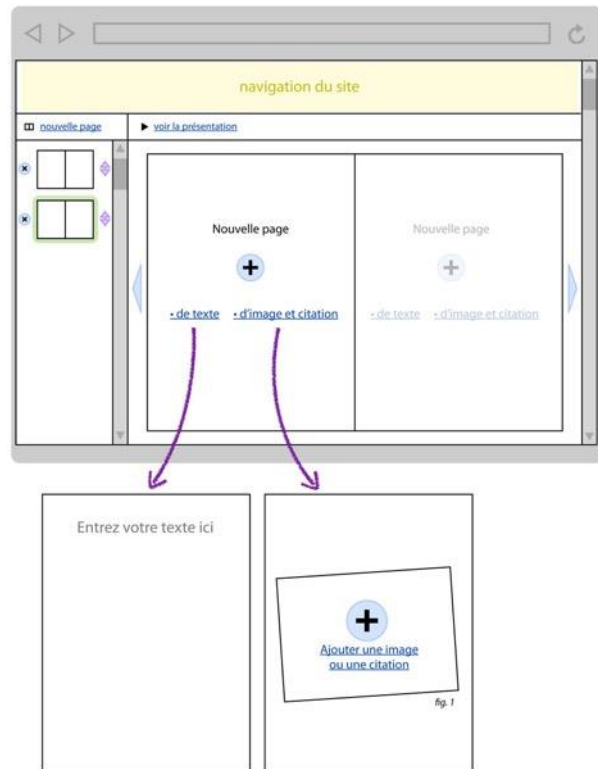 navigation du site
nouvelle page
voir la présentation
Nouvelle page
• de texte • d'image et citation
Nouvelle page
• de texte • d'image et citation
Entrez votre texte ici
Ajouter une image
ou une citation
fig. 1